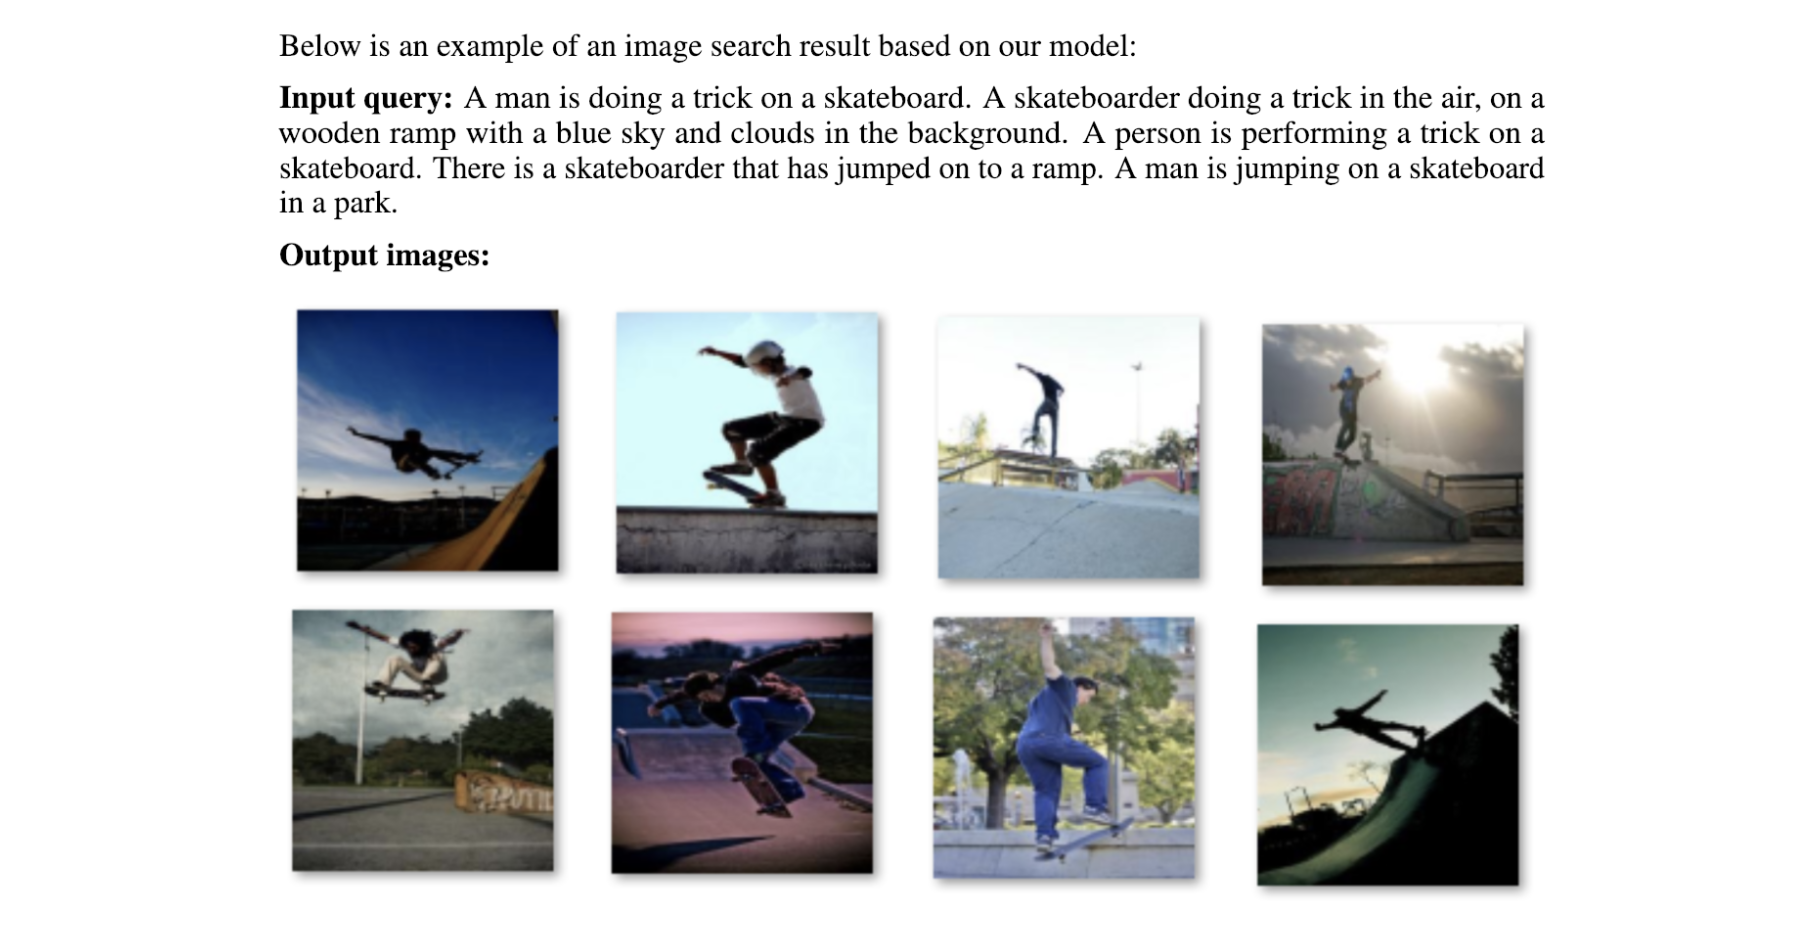 Below is an example of an image search result based on our model:
Input query: A man is doing a trick on a skateboard. A skateboarder doing a trick in the air, on a
wooden ramp with a blue sky and clouds in the background. A person is performing a trick on a
skateboard. There is a skateboarder that has jumped on to a ramp. A man is jumping on a skateboard
in a park.
Output images: